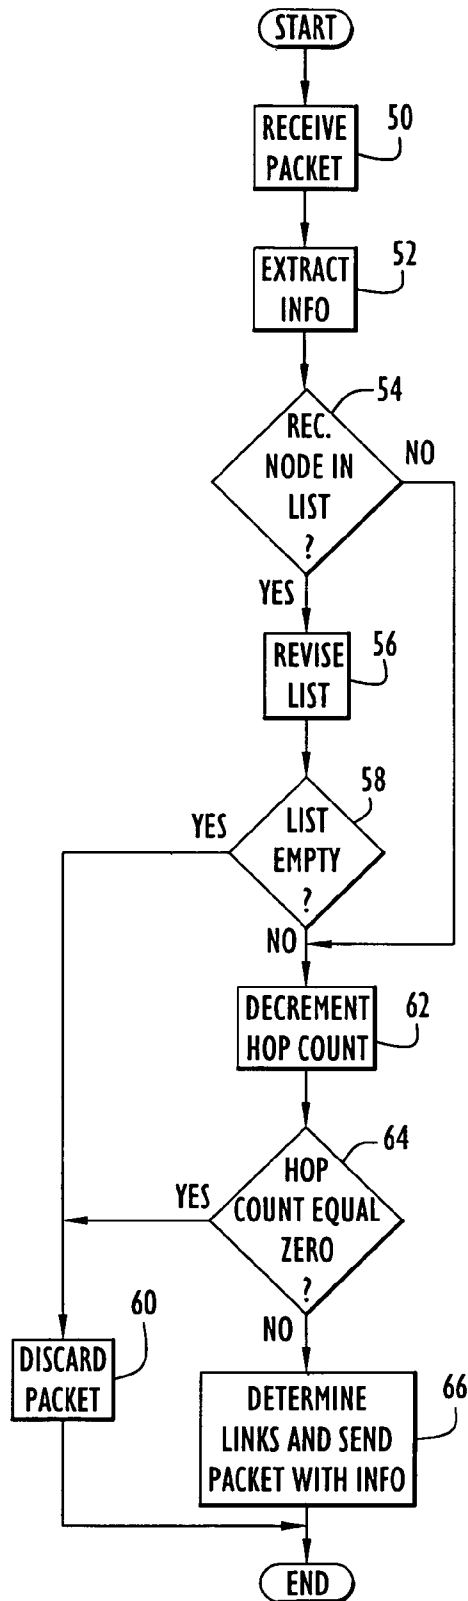 START
RECEIVE
PACKET
50
EXTRACT
INFO
52
REC.
NODE IN
LIST
?
54
NO
YES
REVISE
LIST
56
LIST
EMPTY
?
58
YES
NO
DECREMENT
HOP COUNT
62
HOP
COUNT EQUAL
ZERO
?
64
YES
NO
DISCARD
PACKET
60
DETERMINE
LINKS AND SEND
PACKET WITH INFO
66
END